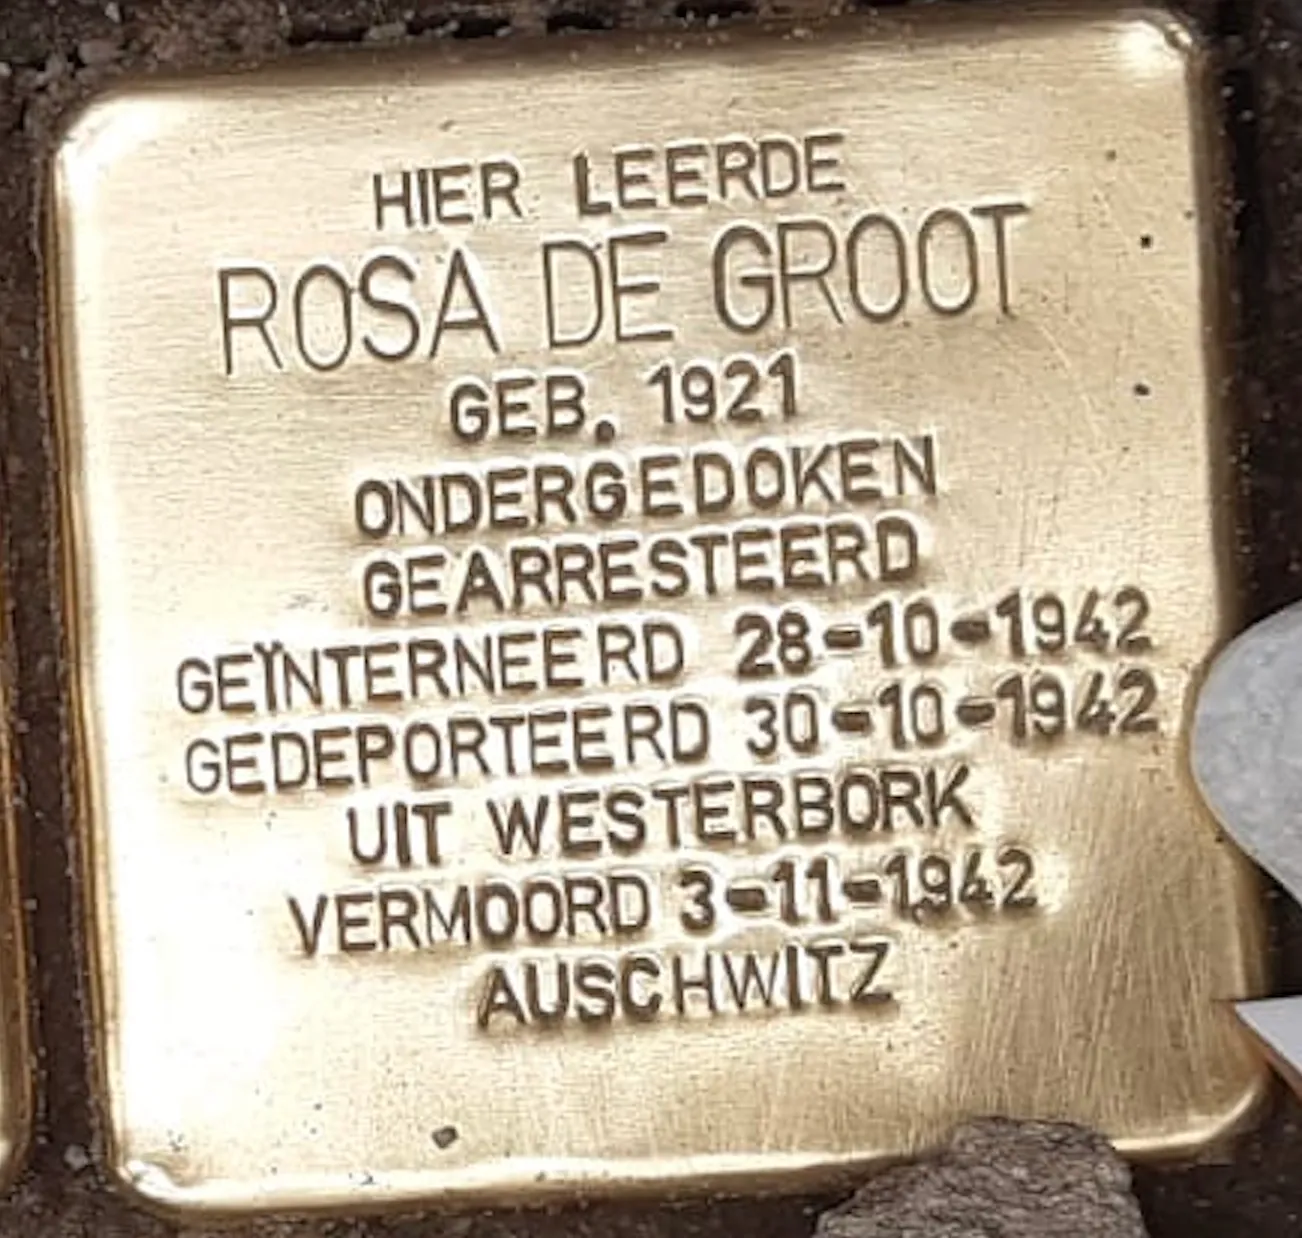 HIER LEERDE
ROSA DE GROOT
GEB. 1921
ONDERGEDOKEN
GEARRESTEERD
GEÏNTERNEERD 28-10-1942
GEDEPORTEERD 30-10-1942
UIT WESTERBORK
VERMOORD 3-11-1942
AUSCHWITZ